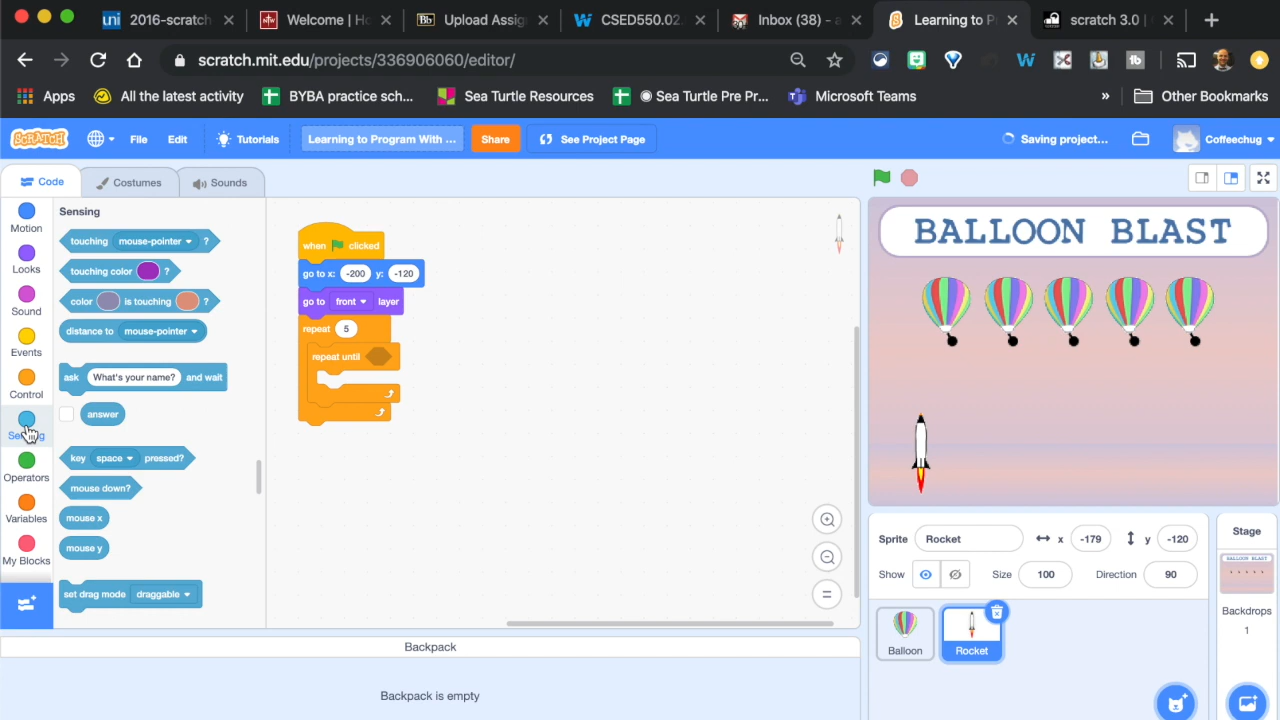 2016-scratch
Welcome | Ho
Upload Assig
CSED550.02.
Inbox (38) - a
Learning to P
scratch 3.0 |
scratch.mit.edu/projects/336906060/editor/
Apps
All the latest activity
BYBA practice sch...
Sea Turtle Resources
Sea Turtle Pre Pr...
Microsoft Teams
»
Other Bookmarks
SCRATCH
File
Edit
Tutorials
Learning to Program With ...
Share
See Project Page
Saving project...
Coffeechug
Code
Costumes
Sounds
Motion
Looks
Sound
Events
Control
Operators
Variables
My Blocks
Sensing
touching mouse-pointer ?
touching color ?
color is touching ?
distance to mouse-pointer
ask What's your name? and wait
answer
key space pressed?
mouse down?
mouse x
mouse y
set drag mode draggable
when clicked
go to x: -200 y: -120
go to front layer
repeat 5
repeat until
BALLOON BLAST
Sprite Rocket x -179 y -120
Show Size 100 Direction 90
Balloon
Rocket
Stage
BALLOON BLAST
Backdrops
1
Backpack
Backpack is empty